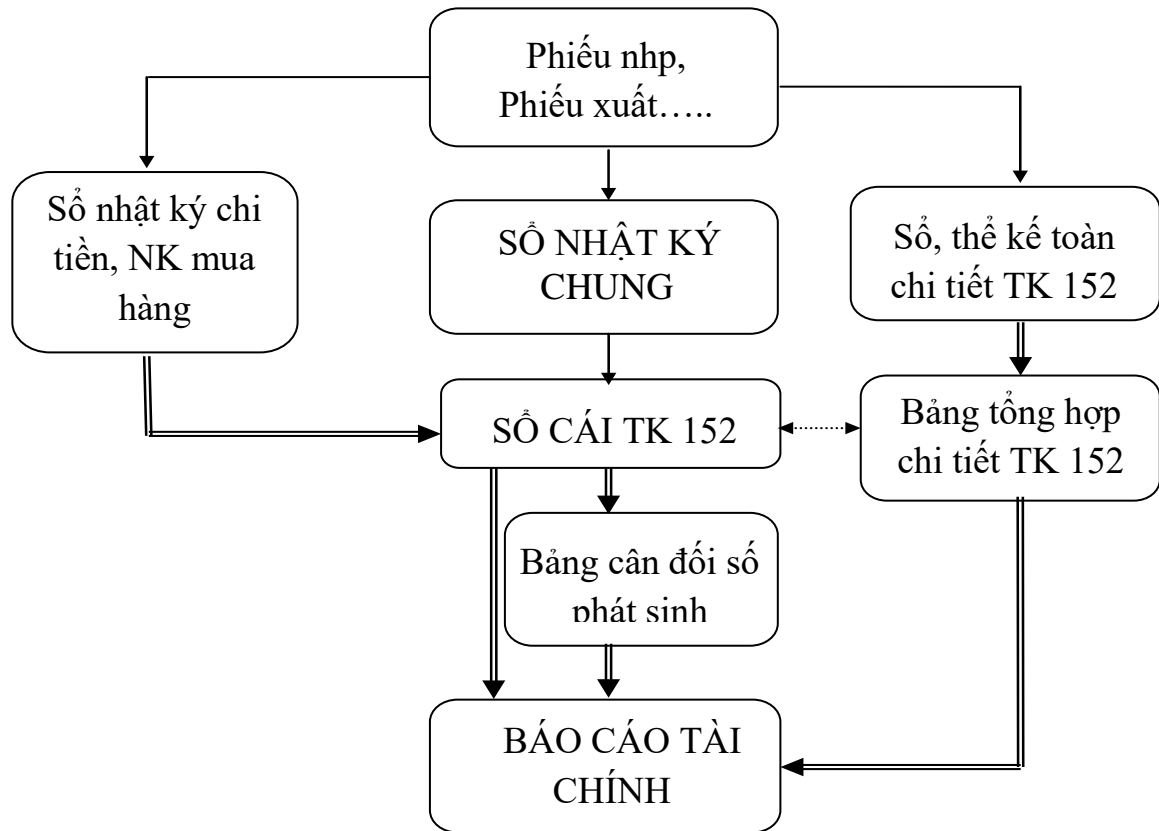 Phiếu nhp,
Phiếu xuất…..
Sổ nhật ký chi
tiền, NK mua
hàng
SỔ NHẬT KÝ
CHUNG
Sổ, thể kế toàn
chi tiết TK 152
SỔ CÁI TK 152
Bảng tổng hợp
chi tiết TK 152
Bảng cân đối số
phát sinh
BÁO CÁO TÀI
CHÍNH